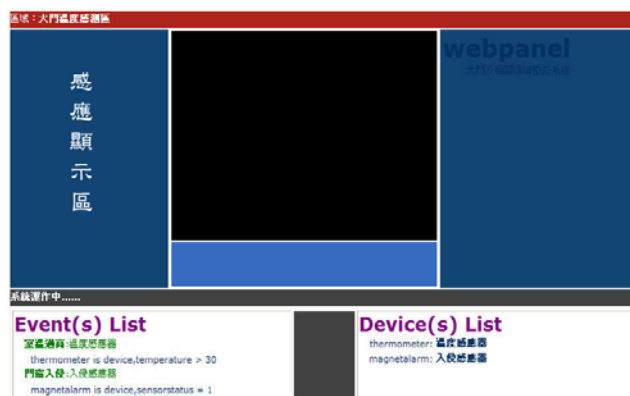 區域：大門溫度感測區
感
應
顯
示
區
webpanel
系統運作中......
Event(s) List
室溫過高:溫度感應器
thermometer is device,temperature > 30
門窗入侵:入侵感應器
magnetalarm is device,sensorstatus = 1
Device(s) List
thermometer: 溫度感應器
magnetalarm: 入侵感應器